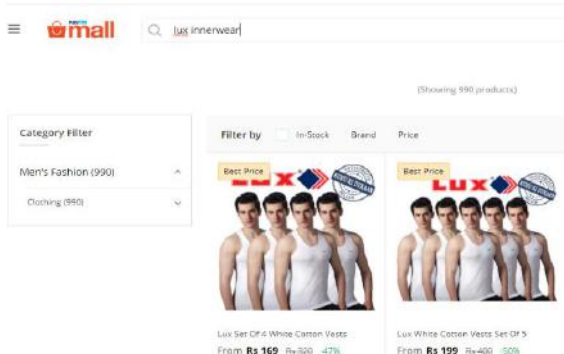 paytm
mall
lux innerwear
(Showing 990 products)
Category Filter
Men's Fashion (990)
Clothing (990)
Filter by In-Stock Brand Price
Best Price
LUX
Lux Set Of 4 White Cotton Vests
From Rs 169 Rs 320 -47%
Best Price
LUX
Lux White Cotton Vests Set Of 5
From Rs 199 Rs 400 -50%